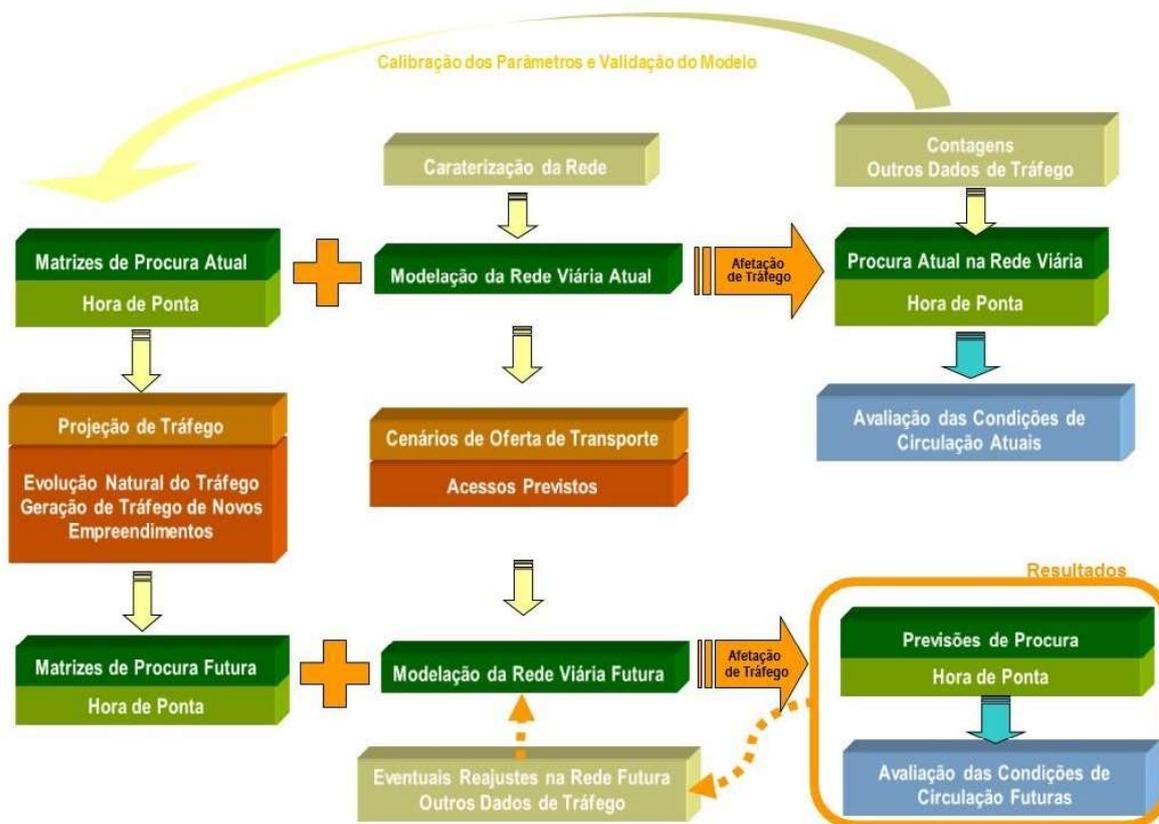 Calibração dos Parâmetros e Validação do Modelo
Caraterização da Rede
Contagens
Outros Dados de Tráfego
Matrizes de Procura Atual
Hora de Ponta
Modelação da Rede Viária Atual
Afetação
de Tráfego
Procura Atual na Rede Viária
Hora de Ponta
Projeção de Tráfego
Evolução Natural do Tráfego
Geração de Tráfego de Novos
Empreendimentos
Cenários de Oferta de Transporte
Acessos Previstos
Avaliação das Condições de
Circulação Atuais
Resultados
Matrizes de Procura Futura
Hora de Ponta
Modelação da Rede Viária Futura
Afetação
de Tráfego
Previsões de Procura
Hora de Ponta
Eventuais Reajustes na Rede Futura
Outros Dados de Tráfego
Avaliação das Condições de
Circulação Futuras